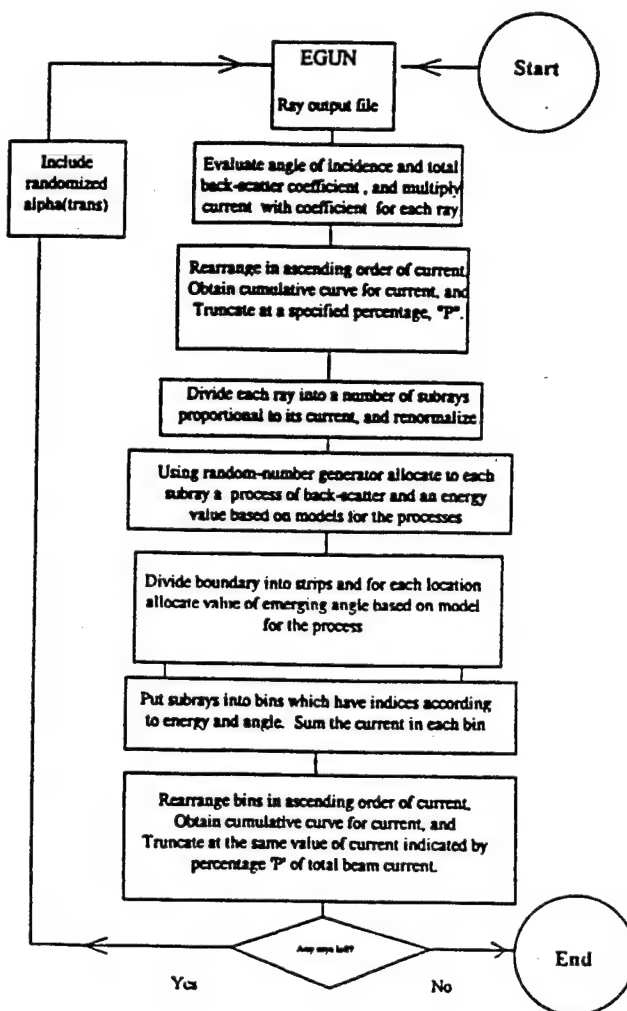 EGUN
Start
Ray output file
Include
randomized
alpha(trans)
Evaluate angle of incidence and total
back-scatter coefficient , and multiply
current with coefficient for each ray
Rearrange in ascending order of current,
Obtain cumulative curve for current, and
Truncate at a specified percentage, "P".
Divide each ray into a number of subrays
proportional to its current, and renormalize
Using random-number generator allocate to each
subray a process of back-scatter and an energy
value based on models for the processes
Divide boundary into strips and for each location
allocate value of emerging angle based on model
for the process
Put subrays into bins which have indices according
to energy and angle. Sum the current in each bin
Rearrange bins in ascending order of current,
Obtain cumulative curve for current, and
Truncate at the same value of current indicated by
percentage 'P' of total beam current.
Any rays left?
End
Yes
No